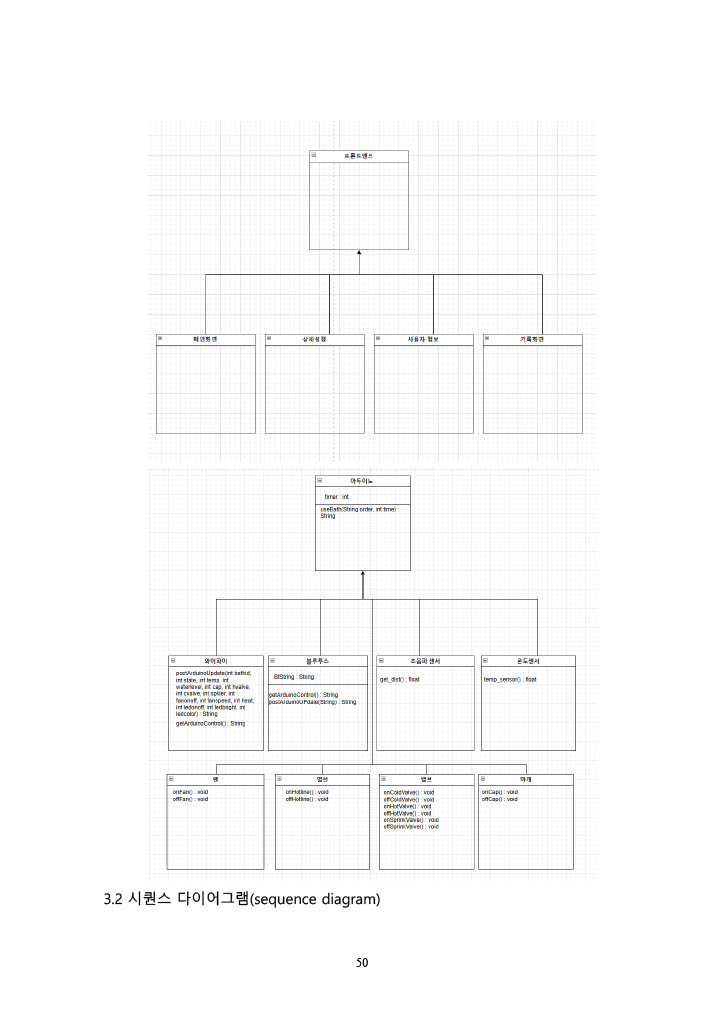 프론트엔드
메인화면
상세설정
사용자 정보
기록화면
아두이노
timer : int
useBath(String order, int time) :
String
와이파이
postArduinoUpdate(int bathid,
int state, int temp, int
waterlevel, int cap, int hvalve,
int cvalve, int spkler, int
fanonoff, int fanspeed, int heat,
int ledonoff, int ledbright, int
ledcolor) : String
getArduinoControl() : String
블루투스
BtString : String
getArduinoControl() : String
postArduinoUPdate(String) : String
초음파 센서
get_dist() : float
온도센서
temp_sensor() : float
팬
onFan() : void
offFan() : void
열선
onHotline() : void
offHotline() : void
밸브
onColdValve() : void
offColdValve() : void
onHotValve() : void
offHotValve() : void
onSprinkValve() : void
offSprinkValve() : void
마개
onCap() : void
offCap() : void
3.2 시퀀스 다이어그램(sequence diagram)
50